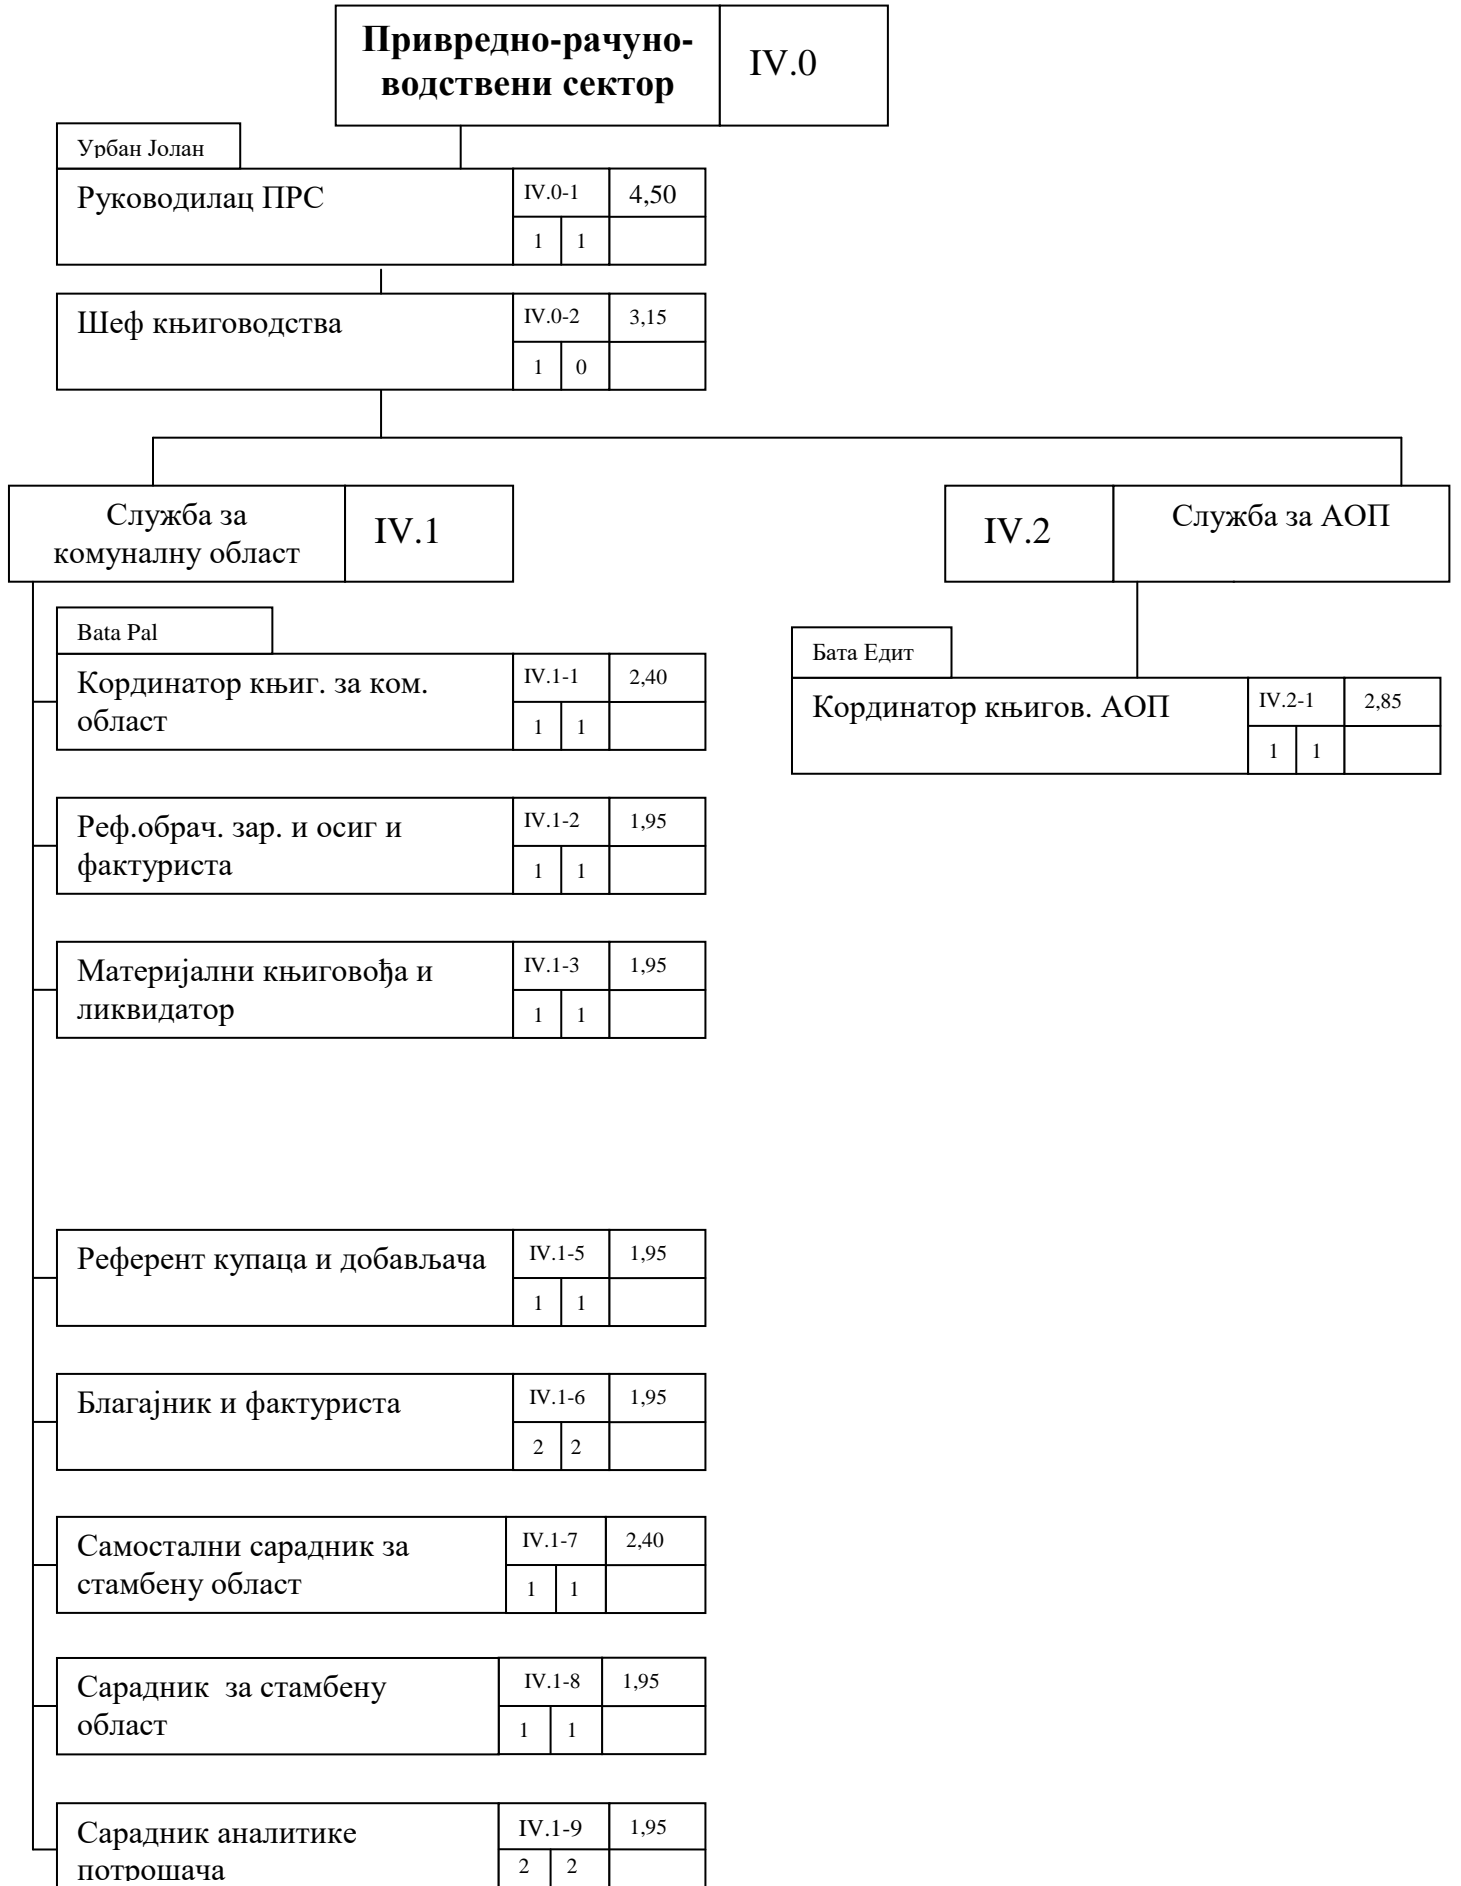 Привредно-рачуно-
водствени сектор
IV.0
Урбан Јолан
Руководилац ПРС
IV.0-1
4,50
1 1
Шеф књиговодства
IV.0-2
3,15
1 0
Служба за
комуналну област
IV.1
IV.2
Служба за АОП
Bata Pal
Кординатор књиг. за ком.
област
IV.1-1
2,40
1 1
Бата Едит
Кординатор књигов. АОП
IV.2-1
2,85
1 1
Реф.обрач. зар. и осиг и
фактуриста
IV.1-2
1,95
1 1
Материјални књиговођа и
ликвидатор
IV.1-3
1,95
1 1
Референт купаца и добављача
IV.1-5
1,95
1 1
Благајник и фактуриста
IV.1-6
1,95
2 2
Самостални сарадник за
стамбену област
IV.1-7
2,40
1 1
Сарадник за стамбену
област
IV.1-8
1,95
1 1
Сарадник аналитике
потрошача
IV.1-9
1,95
2 2